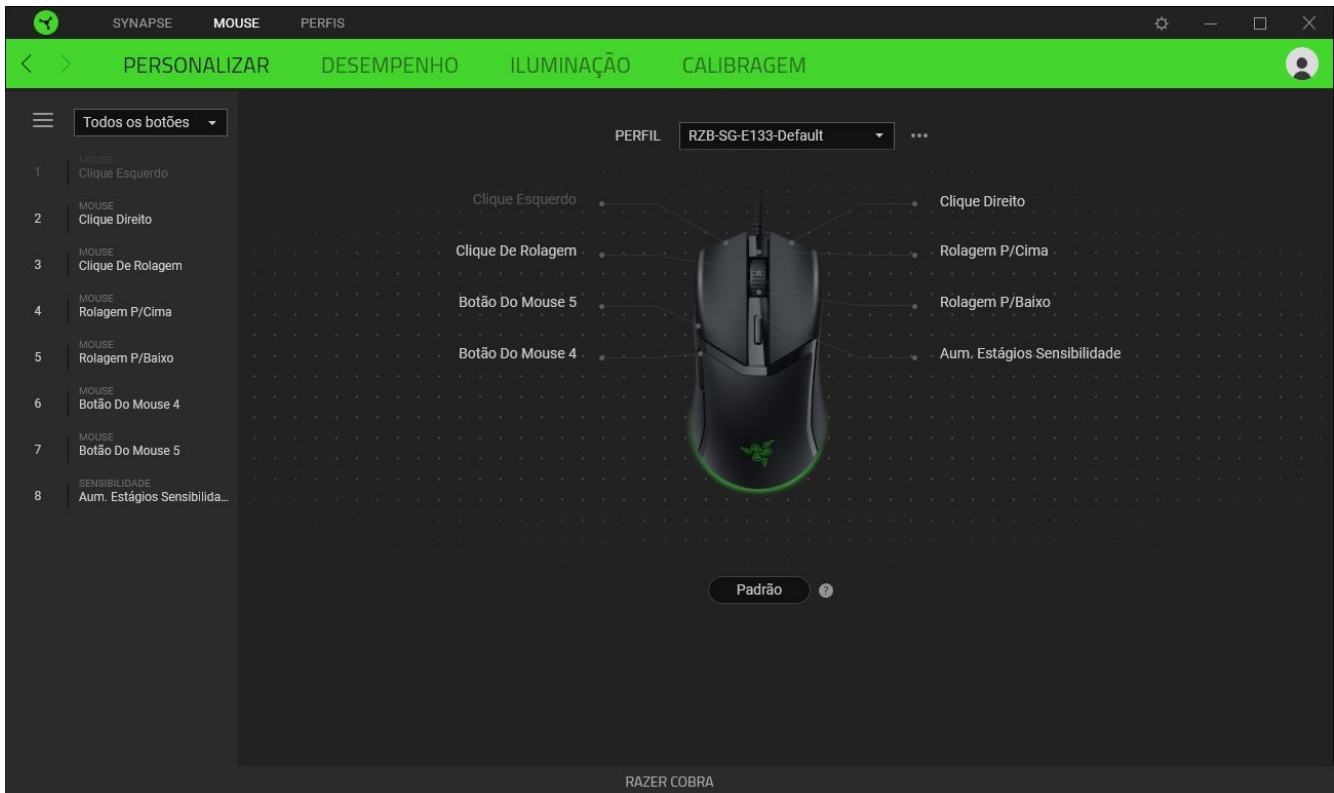 SYNAPSE MOUSE PERFIS
PERSONALIZAR DESEMPENHO ILUMINAÇÃO CALIBRAGEM
Todos os botões
PERFIL RZB-SG-E133-Default
1 MOUSE
Clique Esquerdo
2 MOUSE
Clique Direito
3 MOUSE
Clique De Rolagem
4 MOUSE
Rolagem P/Cima
5 MOUSE
Rolagem P/Baixo
6 MOUSE
Botão Do Mouse 4
7 MOUSE
Botão Do Mouse 5
8 SENSIBILIDADE
Aum. Estágios Sensibilida...
Clique Esquerdo
Clique De Rolagem
Botão Do Mouse 5
Botão Do Mouse 4
Clique Direito
Rolagem P/Cima
Rolagem P/Baixo
Aum. Estágios Sensibilidade
Padrão ?
RAZER COBRA